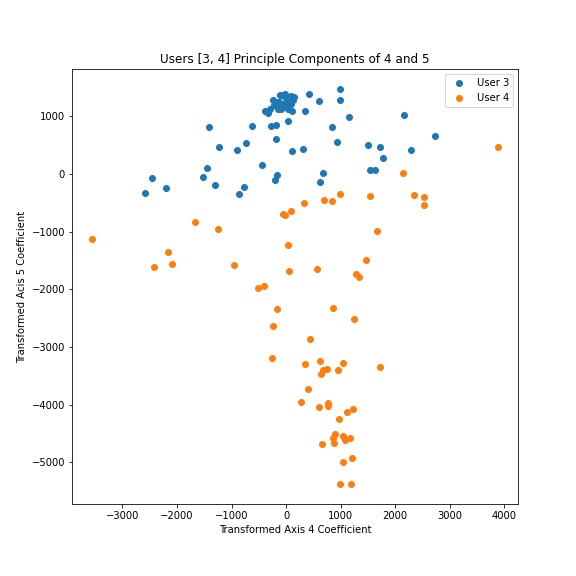 Users [3, 4] Principle Components of 4 and 5
User 3
User 4
1000
0
−1000
−2000
−3000
−4000
−5000
Transformed Acis 5 Coefficient
−3000 −2000 −1000 0 1000 2000 3000 4000
Transformed Axis 4 Coefficient